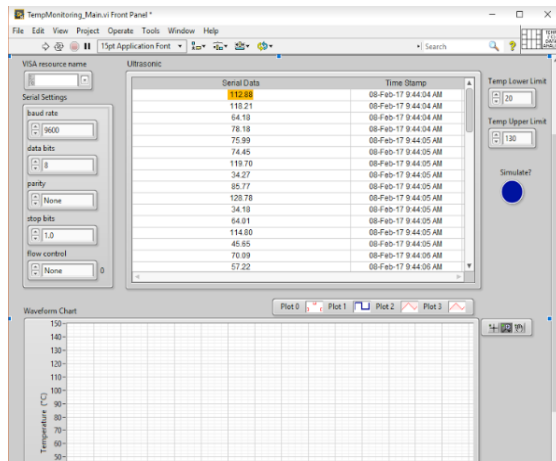 TempMonitoring_Main.vi Front Panel *
File Edit View Project Operate Tools Window Help
15pt Application Font
Search
VISA resource name
Ultrasonic
Serial Data Time Stamp
112.88 08-Feb-17 9:44:04 AM
118.21 08-Feb-17 9:44:04 AM
64.18 08-Feb-17 9:44:04 AM
78.18 08-Feb-17 9:44:05 AM
75.99 08-Feb-17 9:44:05 AM
74.45 08-Feb-17 9:44:05 AM
119.70 08-Feb-17 9:44:05 AM
34.27 08-Feb-17 9:44:05 AM
85.77 08-Feb-17 9:44:05 AM
128.78 08-Feb-17 9:44:05 AM
34.18 08-Feb-17 9:44:05 AM
64.01 08-Feb-17 9:44:05 AM
114.80 08-Feb-17 9:44:05 AM
45.65 08-Feb-17 9:44:05 AM
70.09 08-Feb-17 9:44:06 AM
57.22 08-Feb-17 9:44:06 AM
Serial Settings
baud rate
9600
data bits
8
parity
None
stop bits
1.0
flow control
None 0
Temp Lower Limit
20
Temp Upper Limit
130
Simulate?
Plot 0 Plot 1 Plot 2 Plot 3
Waveform Chart
Temperature (°C)
150
140
130
120
110
100
90
80
70
60
50